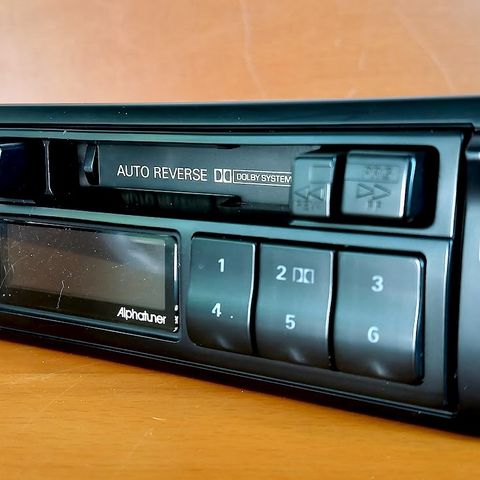 AUTO REVERSE DOLBY SYSTEM
Alphatuner
1 2 3
4 5 6